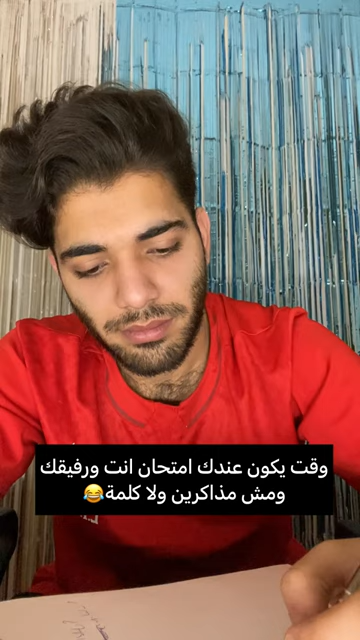 وقت يكون عندك امتحان انت ورفيقك
ومش مذاكرين ولا كلمة😂